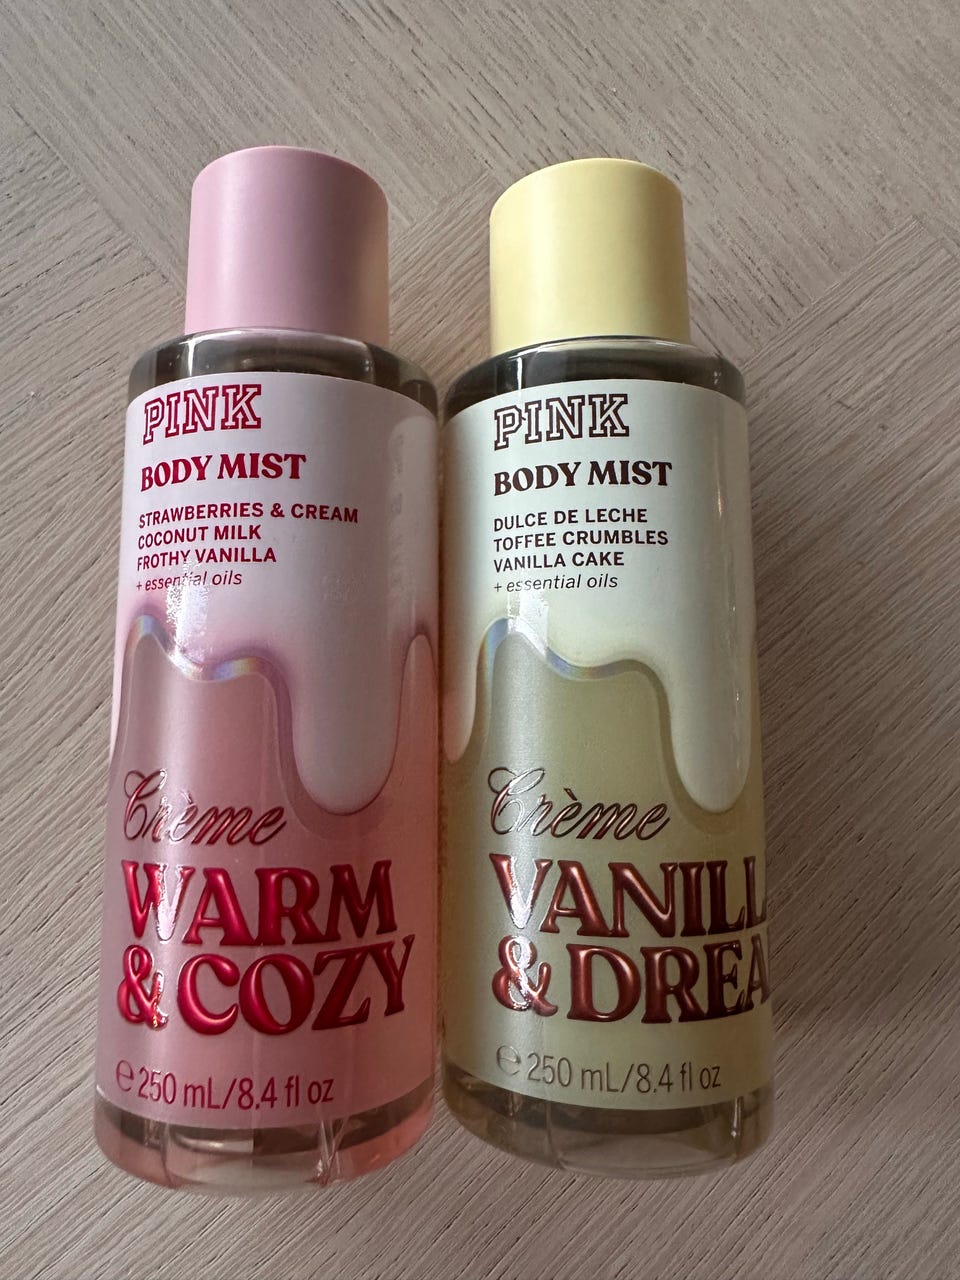 PINK
BODY MIST
STRAWBERRIES & CREAM
COCONUT MILK
FROTHY VANILLA
+ essential oils
Crème
WARM
& COZY
℮ 250 mL/8.4 fl oz
PINK
BODY MIST
DULCE DE LECHE
TOFFEE CRUMBLES
VANILLA CAKE
+ essential oils
Crème
VANILL
& DREA
℮ 250 mL/8.4 fl oz